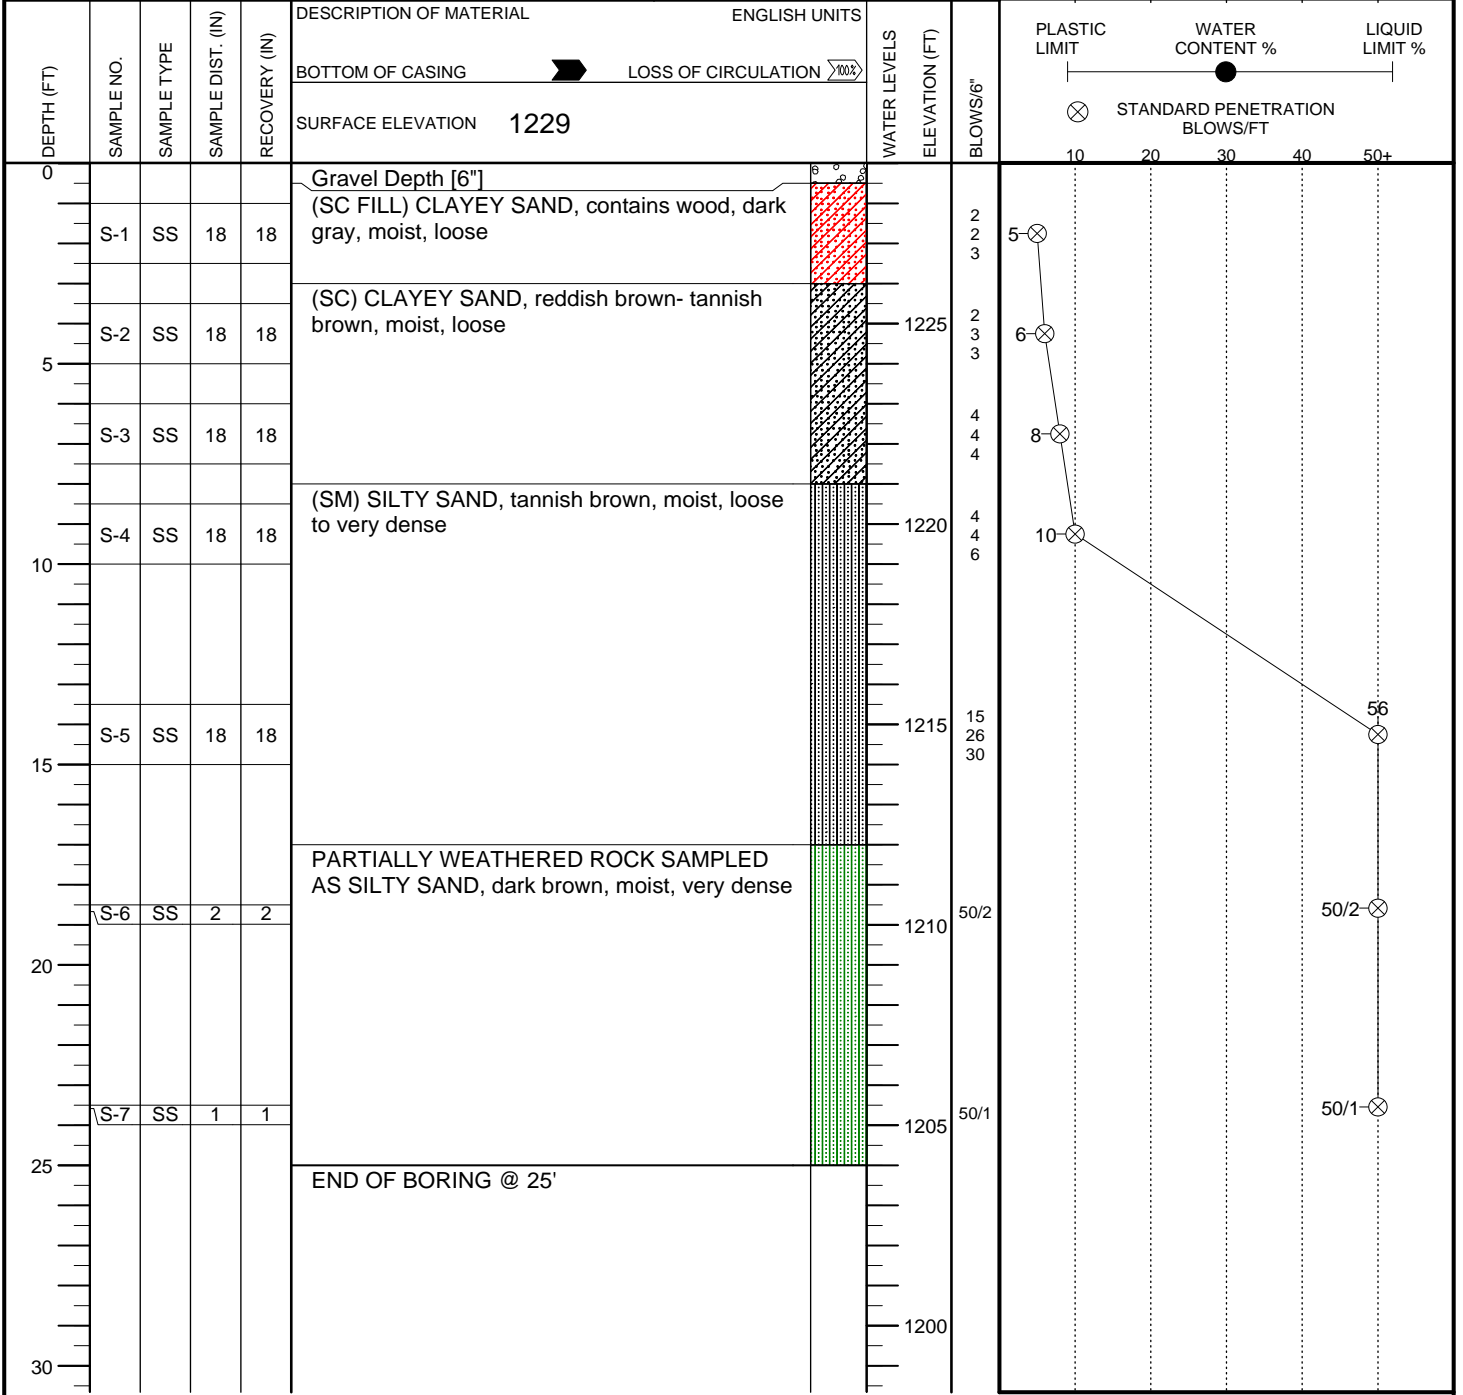 DEPTH (FT)
SAMPLE NO.
SAMPLE TYPE
SAMPLE DIST. (IN)
RECOVERY (IN)
DESCRIPTION OF MATERIAL ENGLISH UNITS
BOTTOM OF CASING LOSS OF CIRCULATION 100%
SURFACE ELEVATION 1229
WATER LEVELS
ELEVATION (FT)
BLOWS/6"
PLASTIC LIMIT
WATER CONTENT %
LIQUID LIMIT %
STANDARD PENETRATION
BLOWS/FT
10 20 30 40 50+
0
Gravel Depth [6"]
(SC FILL) CLAYEY SAND, contains wood, dark
gray, moist, loose
S-1 SS 18 18
2
2
3
5
(SC) CLAYEY SAND, reddish brown- tannish
brown, moist, loose
S-2 SS 18 18
1225
2
3
3
6
5
S-3 SS 18 18
4
4
4
8
(SM) SILTY SAND, tannish brown, moist, loose
to very dense
S-4 SS 18 18
1220
4
4
6
10
10
S-5 SS 18 18
1215
15
26
30
56
15
PARTIALLY WEATHERED ROCK SAMPLED
AS SILTY SAND, dark brown, moist, very dense
S-6 SS 2 2
1210
50/2
50/2
20
S-7 SS 1 1
1205
50/1
50/1
25
END OF BORING @ 25'
1200
30